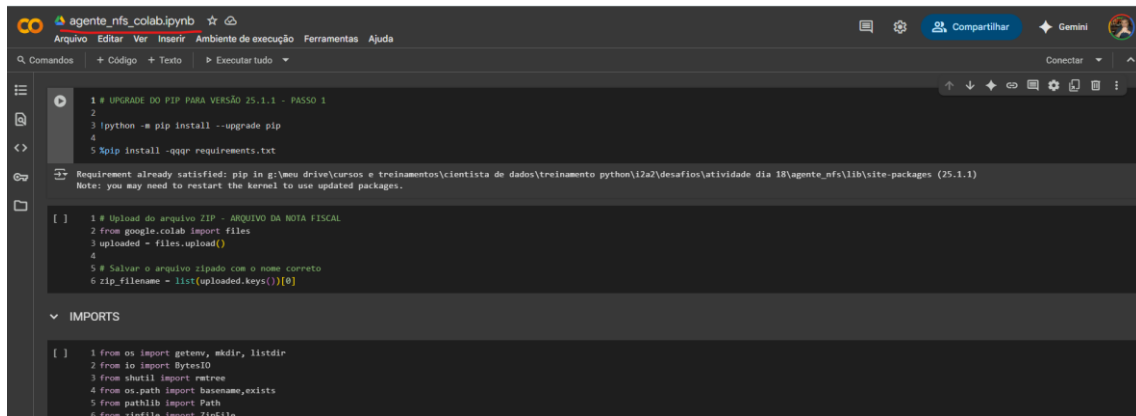 CO agente_nfs_colab.ipynb
Arquivo Editar Ver Inserir Ambiente de execução Ferramentas Ajuda
Compartilhar
Gemini
Comandos + Código + Texto Executar tudo
Conectar
1 # UPGRADE DO PIP PARA VERSÃO 25.1.1 - PASSO 1
2
3 !python -m pip install --upgrade pip
4
5 %pip install -qqqr requirements.txt
Requirement already satisfied: pip in g:\meu drive\cursos e treinamentos\cientista de dados\treinamento python\i2a2\desafios\atividade dia 18\agente_nfs\lib\site-packages (25.1.1)
Note: you may need to restart the kernel to use updated packages.
[ ] 1 # Upload do arquivo ZIP - ARQUIVO DA NOTA FISCAL
2 from google.colab import files
3 uploaded = files.upload()
4
5 # Salvar o arquivo zipado com o nome correto
6 zip_filename = list(uploaded.keys())[0]
IMPORTS
[ ] 1 from os import getenv, mkdir, listdir
2 from io import BytesIO
3 from shutil import rmtree
4 from os.path import basename,exists
5 from pathlib import Path
6 from zipfile import ZipFile